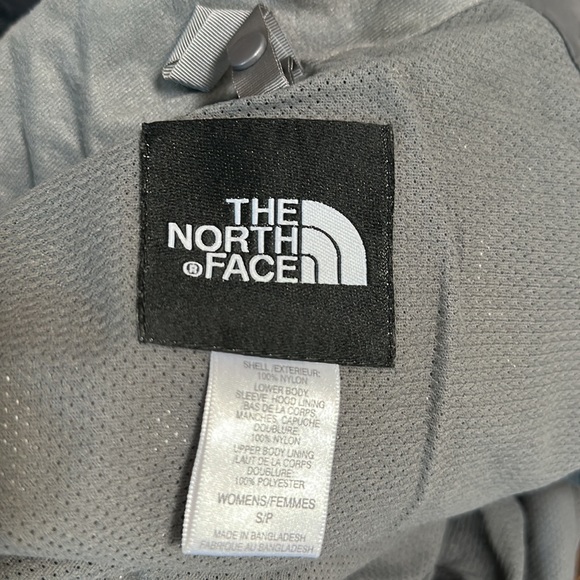 THE
NORTH
® FACE
SHELL /EXTERIEUR:
100% NYLON
LOWER BODY,
SLEEVE, HOOD LINING
BAS DE LA CORPS,
MANCHES, CAPUCHE
DOUBLURE:
100% NYLON
UPPER BODY LINING
LAUT DE LA CORPS
DOUBLURE:
100% POLYESTER
WOMENS/FEMMES
S/P
MADE IN BANGLADESH
FABRIQUE AU BANGLADESH